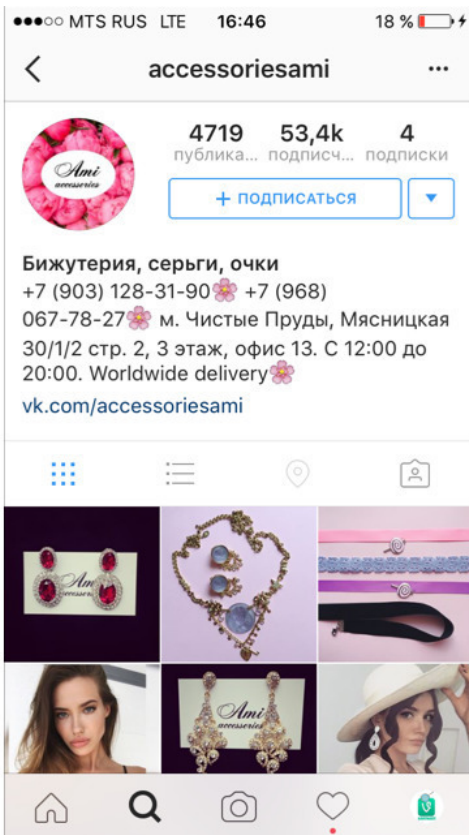 MTS RUS LTE 16:46 18 %
accessoriesami
Ami
accessories
4719 53,4k 4
публика... подписч... подписки
+ ПОДПИСАТЬСЯ
Бижутерия, серьги, очки
+7 (903) 128-31-90🌸 +7 (968)
067-78-27🌸 м. Чистые Пруды, Мясницкая
30/1/2 стр. 2, 3 этаж, офис 13. С 12:00 до
20:00. Worldwide delivery🌸
vk.com/accessoriesami
Ami
accessories
Ami
accessories